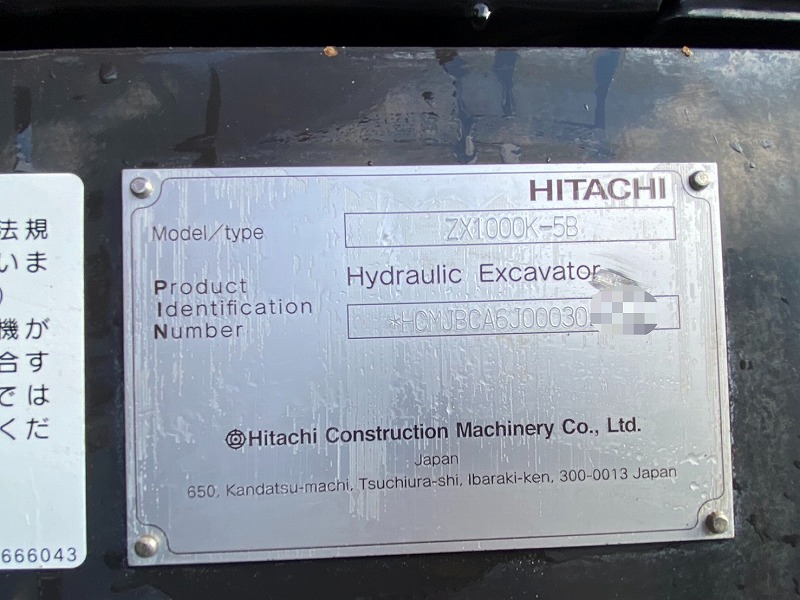 HITACHI
Model/type ZX1000K-5B
Hydraulic Excavator
Product
Identification
Number
*HCMJBCA6J00030
Hitachi Construction Machinery Co., Ltd.
Japan
650, Kandatsu-machi, Tsuchiura-shi, Ibaraki-ken, 300-0013 Japan
法規
いま
)
機が
合す
では
くだ
666043